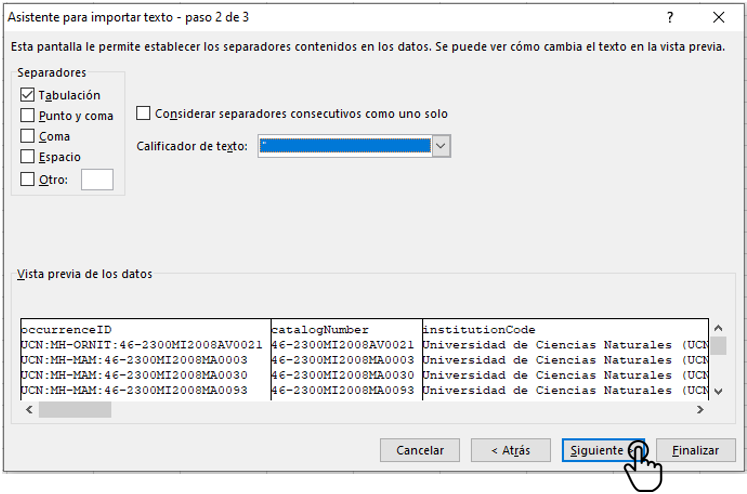 Asistente para importar texto - paso 2 de 3
?
Esta pantalla le permite establecer los separadores contenidos en los datos. Se puede ver cómo cambia el texto en la vista previa.
Separadores
Tabulación
Punto y coma
Coma
Espacio
Otro:
Considerar separadores consecutivos como uno solo
Calificador de texto: "
Vista previa de los datos
occurrenceID catalogNumber institutionCode
UCN:MH-ORNIT:46-2300MI2008AV0021 46-2300MI2008AV0021 Universidad de Ciencias Naturales (UCN
UCN:MH-MAM:46-2300MI2008MA0003 46-2300MI2008MA0003 Universidad de Ciencias Naturales (UCN
UCN:MH-MAM:46-2300MI2008MA0030 46-2300MI2008MA0030 Universidad de Ciencias Naturales (UCN
UCN:MH-MAM:46-2300MI2008MA0093 46-2300MI2008MA0093 Universidad de Ciencias Naturales (UCN
Cancelar < Atrás Siguiente Finalizar